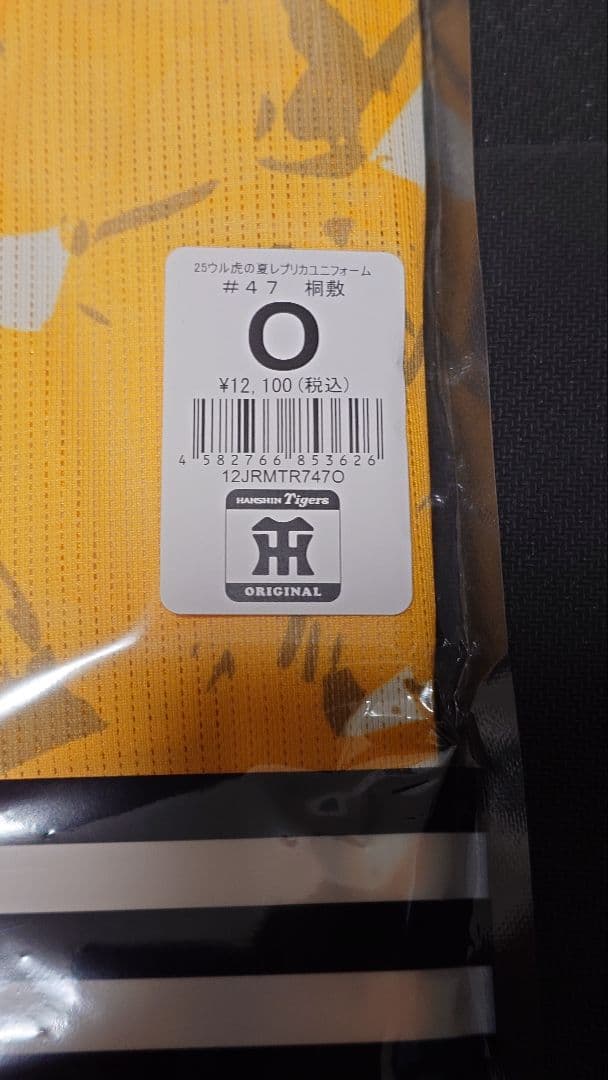 25ウル虎の夏レプリカユニフォーム
#47 桐敷
O
¥12,100(税込)
4 582766 853626
12JRMTR747O
HANSHIN Tigers
TH
ORIGINAL